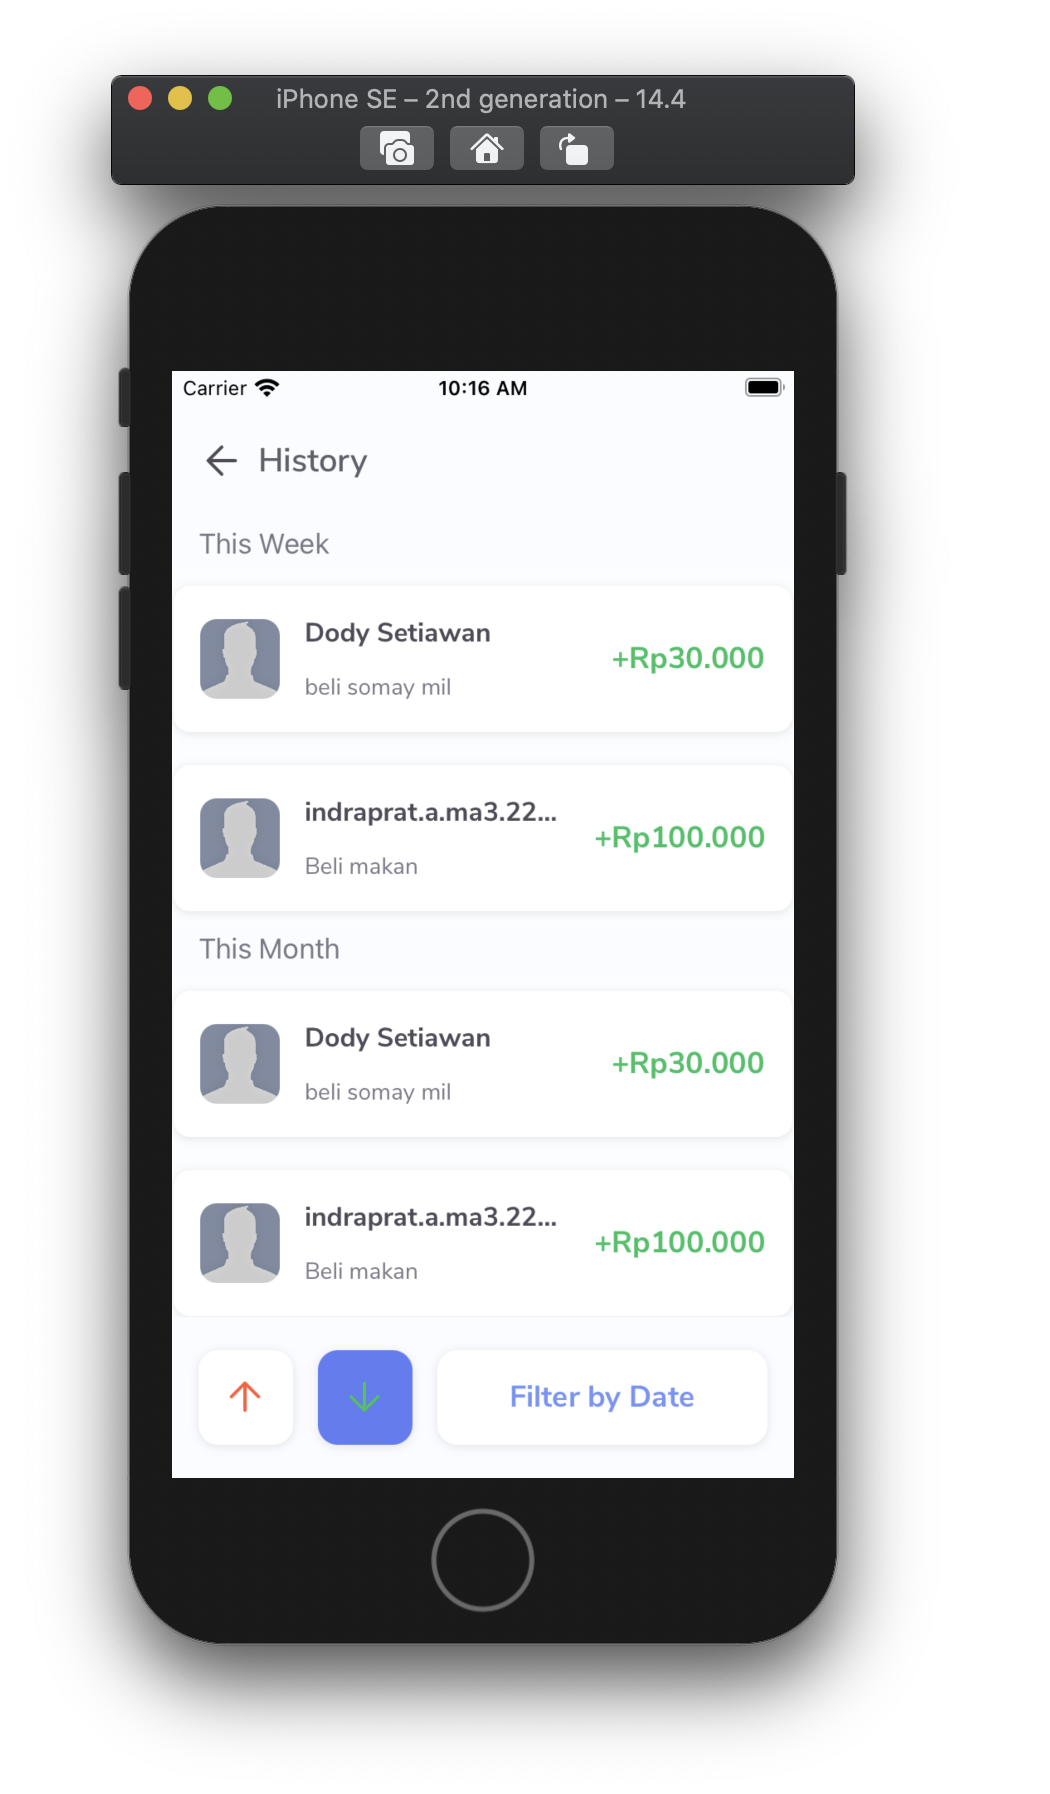 iPhone SE – 2nd generation – 14.4
Carrier 10:16 AM
History
This Week
Dody Setiawan
beli somay mil
+Rp30.000
indraprat.a.ma3.22...
Beli makan
+Rp100.000
This Month
Dody Setiawan
beli somay mil
+Rp30.000
indraprat.a.ma3.22...
Beli makan
+Rp100.000
Filter by Date